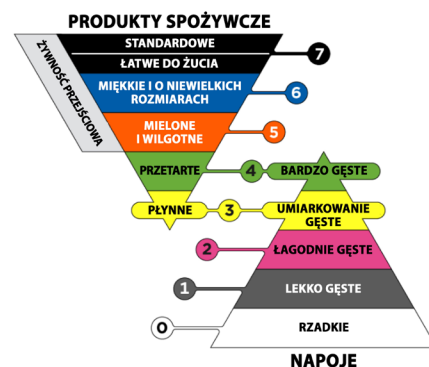 PRODUKTY SPOŻYWCZE
ŻYWNOŚĆ PRZEJŚCIOWA
STANDARDOWE
ŁATWE DO ŻUCIA
7
MIĘKKIE I O NIEWIELKICH
ROZMIARACH
6
MIELONE
I WILGOTNE
5
PRZETARTE
4
BARDZO GĘSTE
PŁYNNE
3
UMIARKOWANIE
GĘSTE
2
ŁAGODNIE GĘSTE
1
LEKKO GĘSTE
0
RZADKIE
NAPOJE